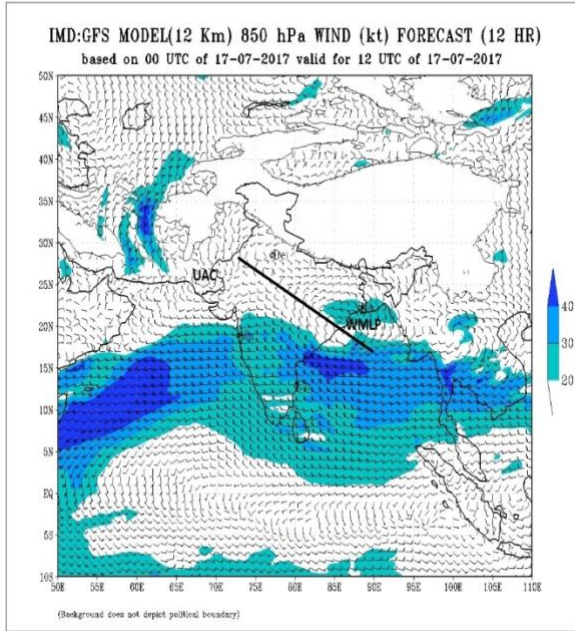 IMD:GFS MODEL(12 Km) 850 hPa WIND (kt) FORECAST (12 HR)
based on 00 UTC of 17-07-2017 valid for 12 UTC of 17-07-2017
50N
45N
40N
35N
30N
25N
20N
15N
10N
5N
EQ
5S
10S
UAC
WMLP
40
30
20
50E 55E 60E 65E 70E 75E 80E 85E 90E 95E 100E 105E 110E
(Background does not depict political boundary)